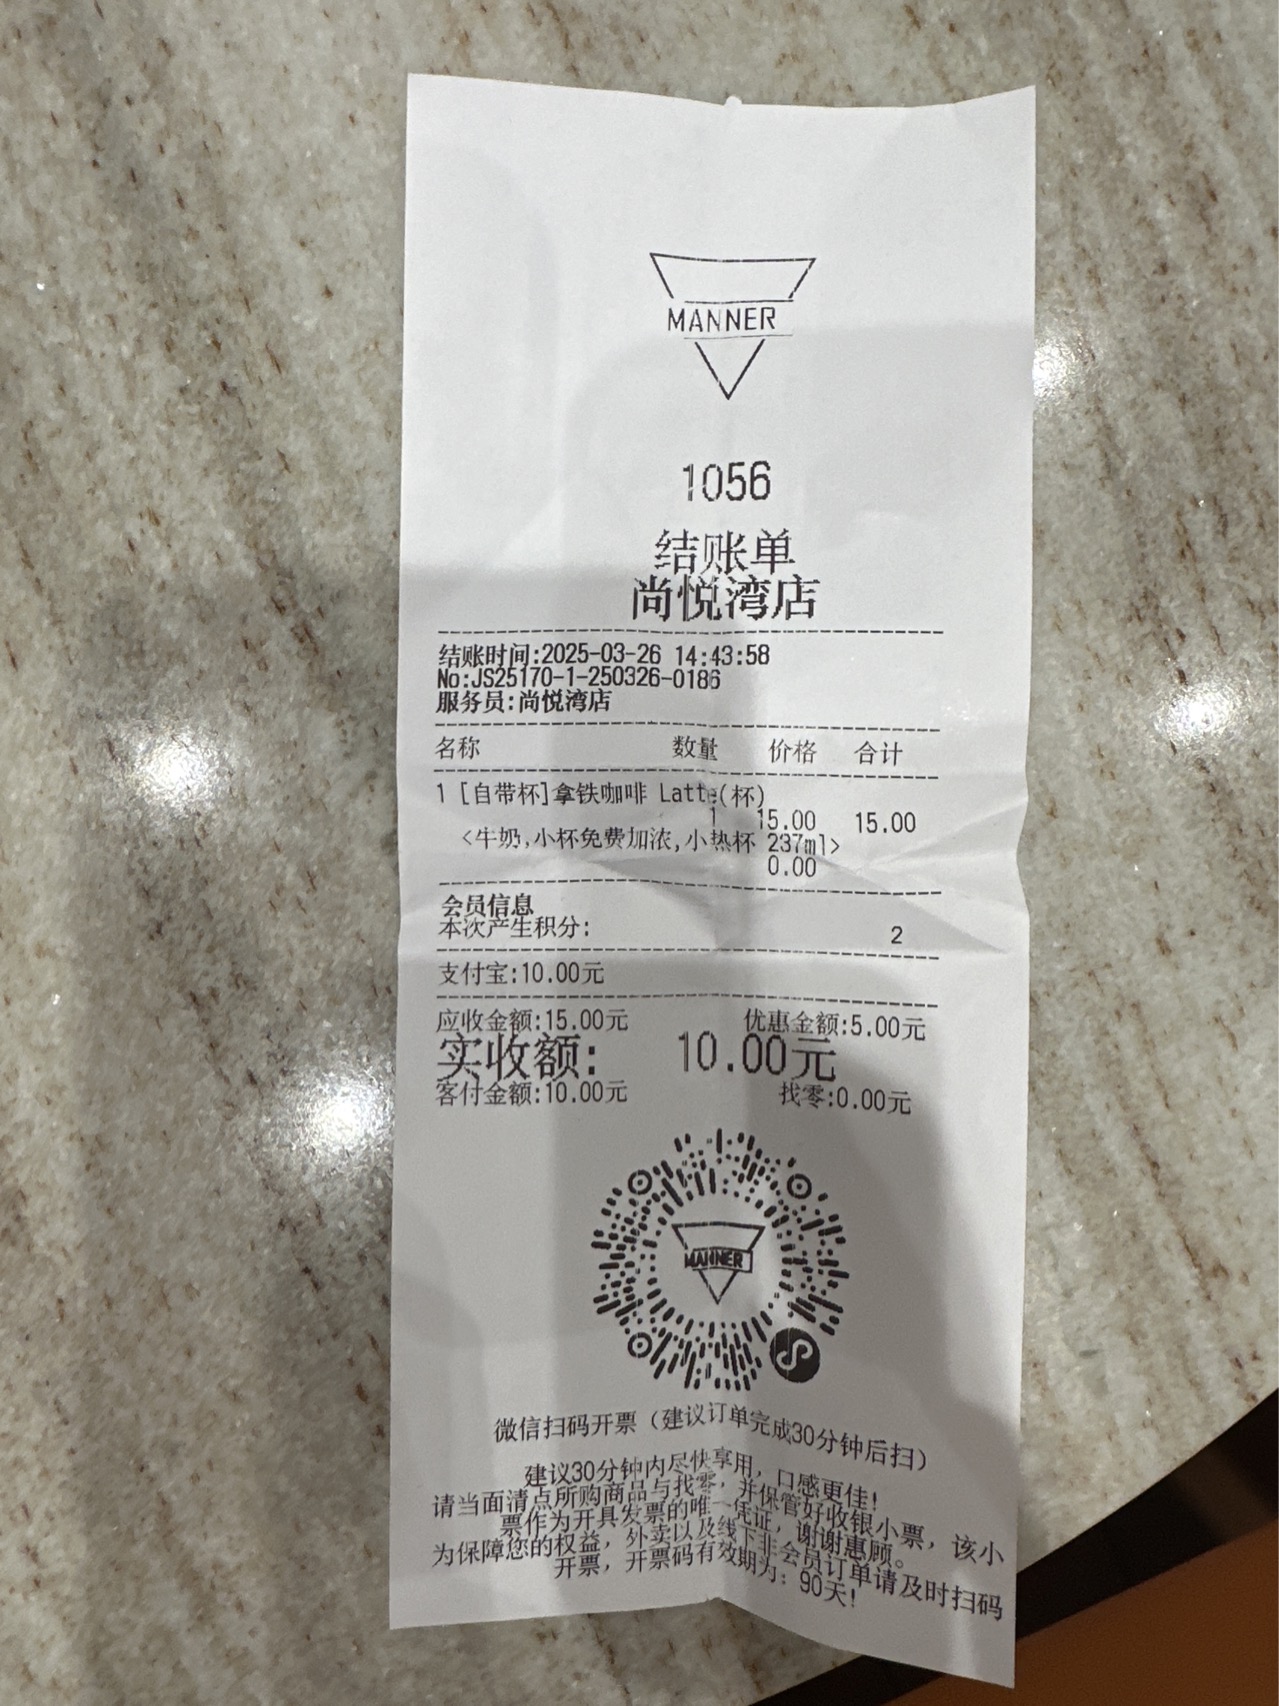 MANNER
1056
结账单
尚悦湾店
结账时间:2025-03-26 14:43:58
No:JS25170-1-250326-0186
服务员:尚悦湾店
名称 数量 价格 合计
1 [自带杯]拿铁咖啡 Latte(杯)
1 15.00 15.00
<牛奶,小杯免费加浓,小热杯 237ml>
0.00
会员信息
本次产生积分: 2
支付宝:10.00元
应收金额:15.00元 优惠金额:5.00元
实收额: 10.00元
客付金额:10.00元 找零:0.00元
MANNER
微信扫码开票（建议订单完成30分钟后扫）
建议30分钟内尽快享用，口感更佳!
请当面清点所购商品与找零，并保管好收银小票，该小
票作为开具发票的唯一凭证，谢谢惠顾。
为保障您的权益，外卖以及线下非会员订单请及时扫码
开票，开票码有效期为：90天!